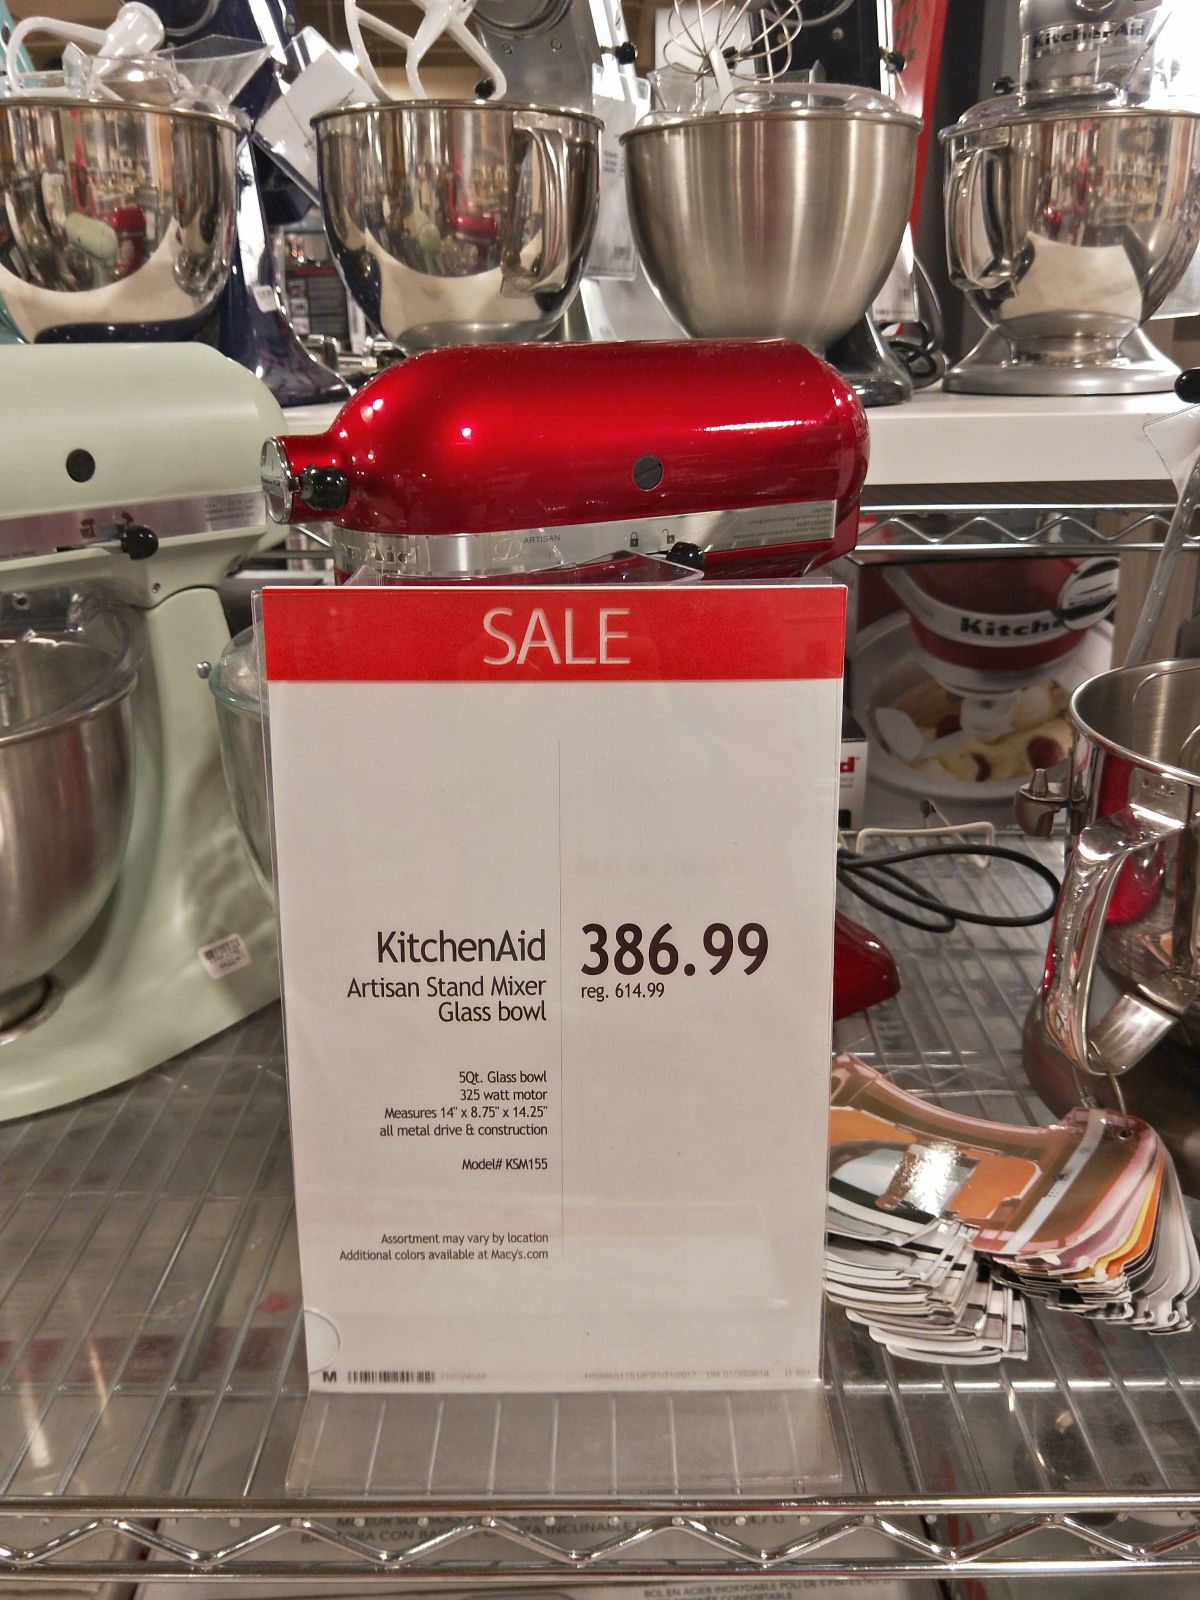 KitchenAid
ARTISAN
CAUTION
SALE
Kitche
KitchenAid
Artisan Stand Mixer
Glass bowl
386.99
reg. 614.99
5Qt. Glass bowl
325 watt motor
Measures 14" x 8.75" x 14.25"
all metal drive & construction
Model# KSM155
Assortment may vary by location
Additional colors available at Macy's.com
M